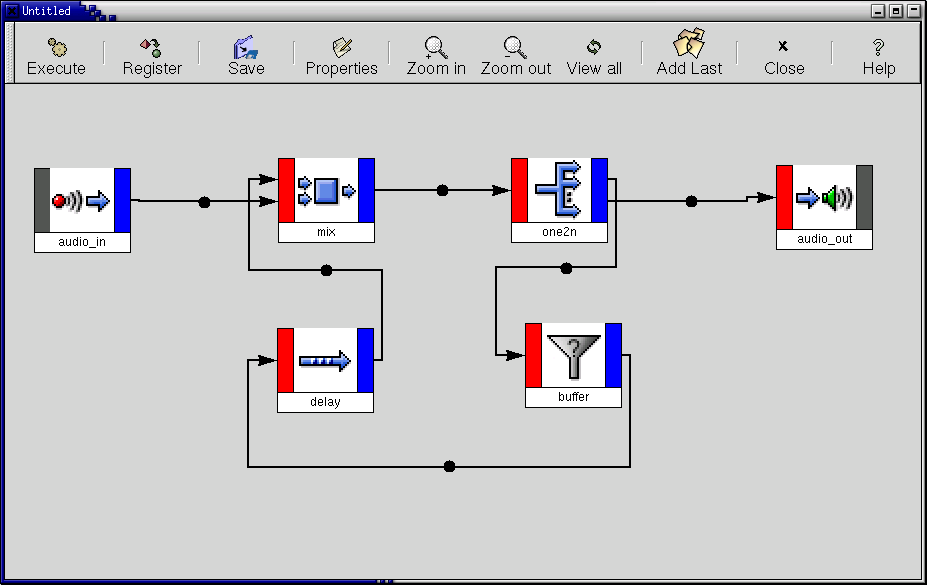 Untitled
Execute Register Save Properties Zoom in Zoom out View all Add Last Close Help
audio_in
mix
one2n
audio_out
delay
?
buffer